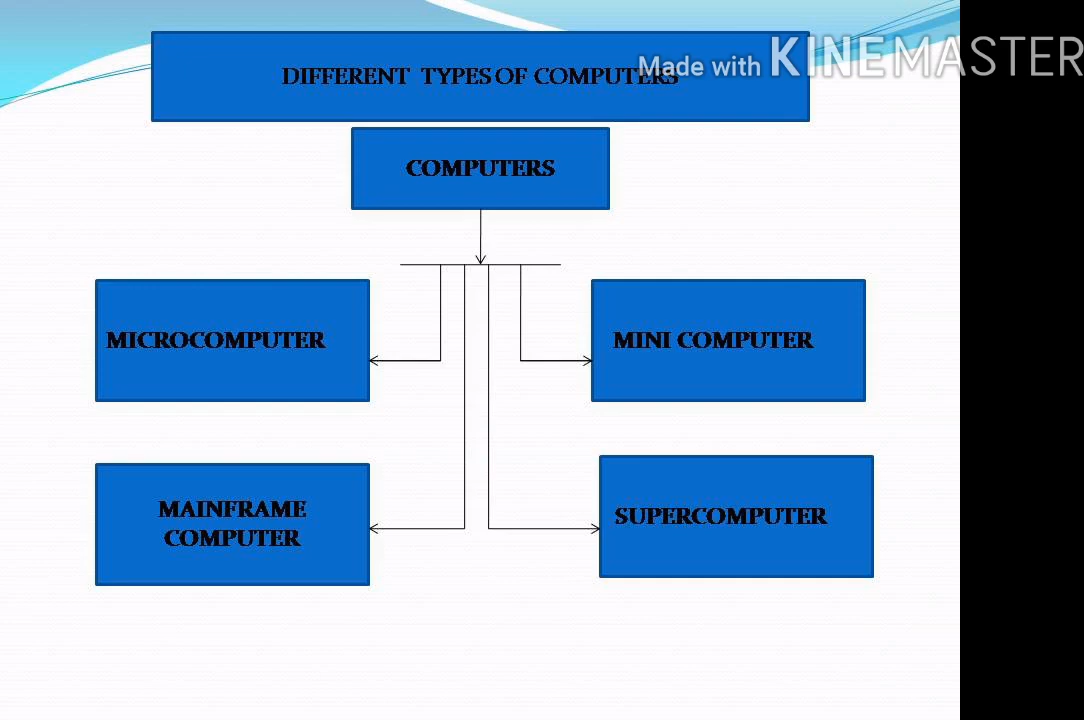 Made with KINEMASTER
DIFFERENT TYPES OF COMPUTERS
COMPUTERS
MICROCOMPUTER
MINI COMPUTER
MAINFRAME
COMPUTER
SUPERCOMPUTER